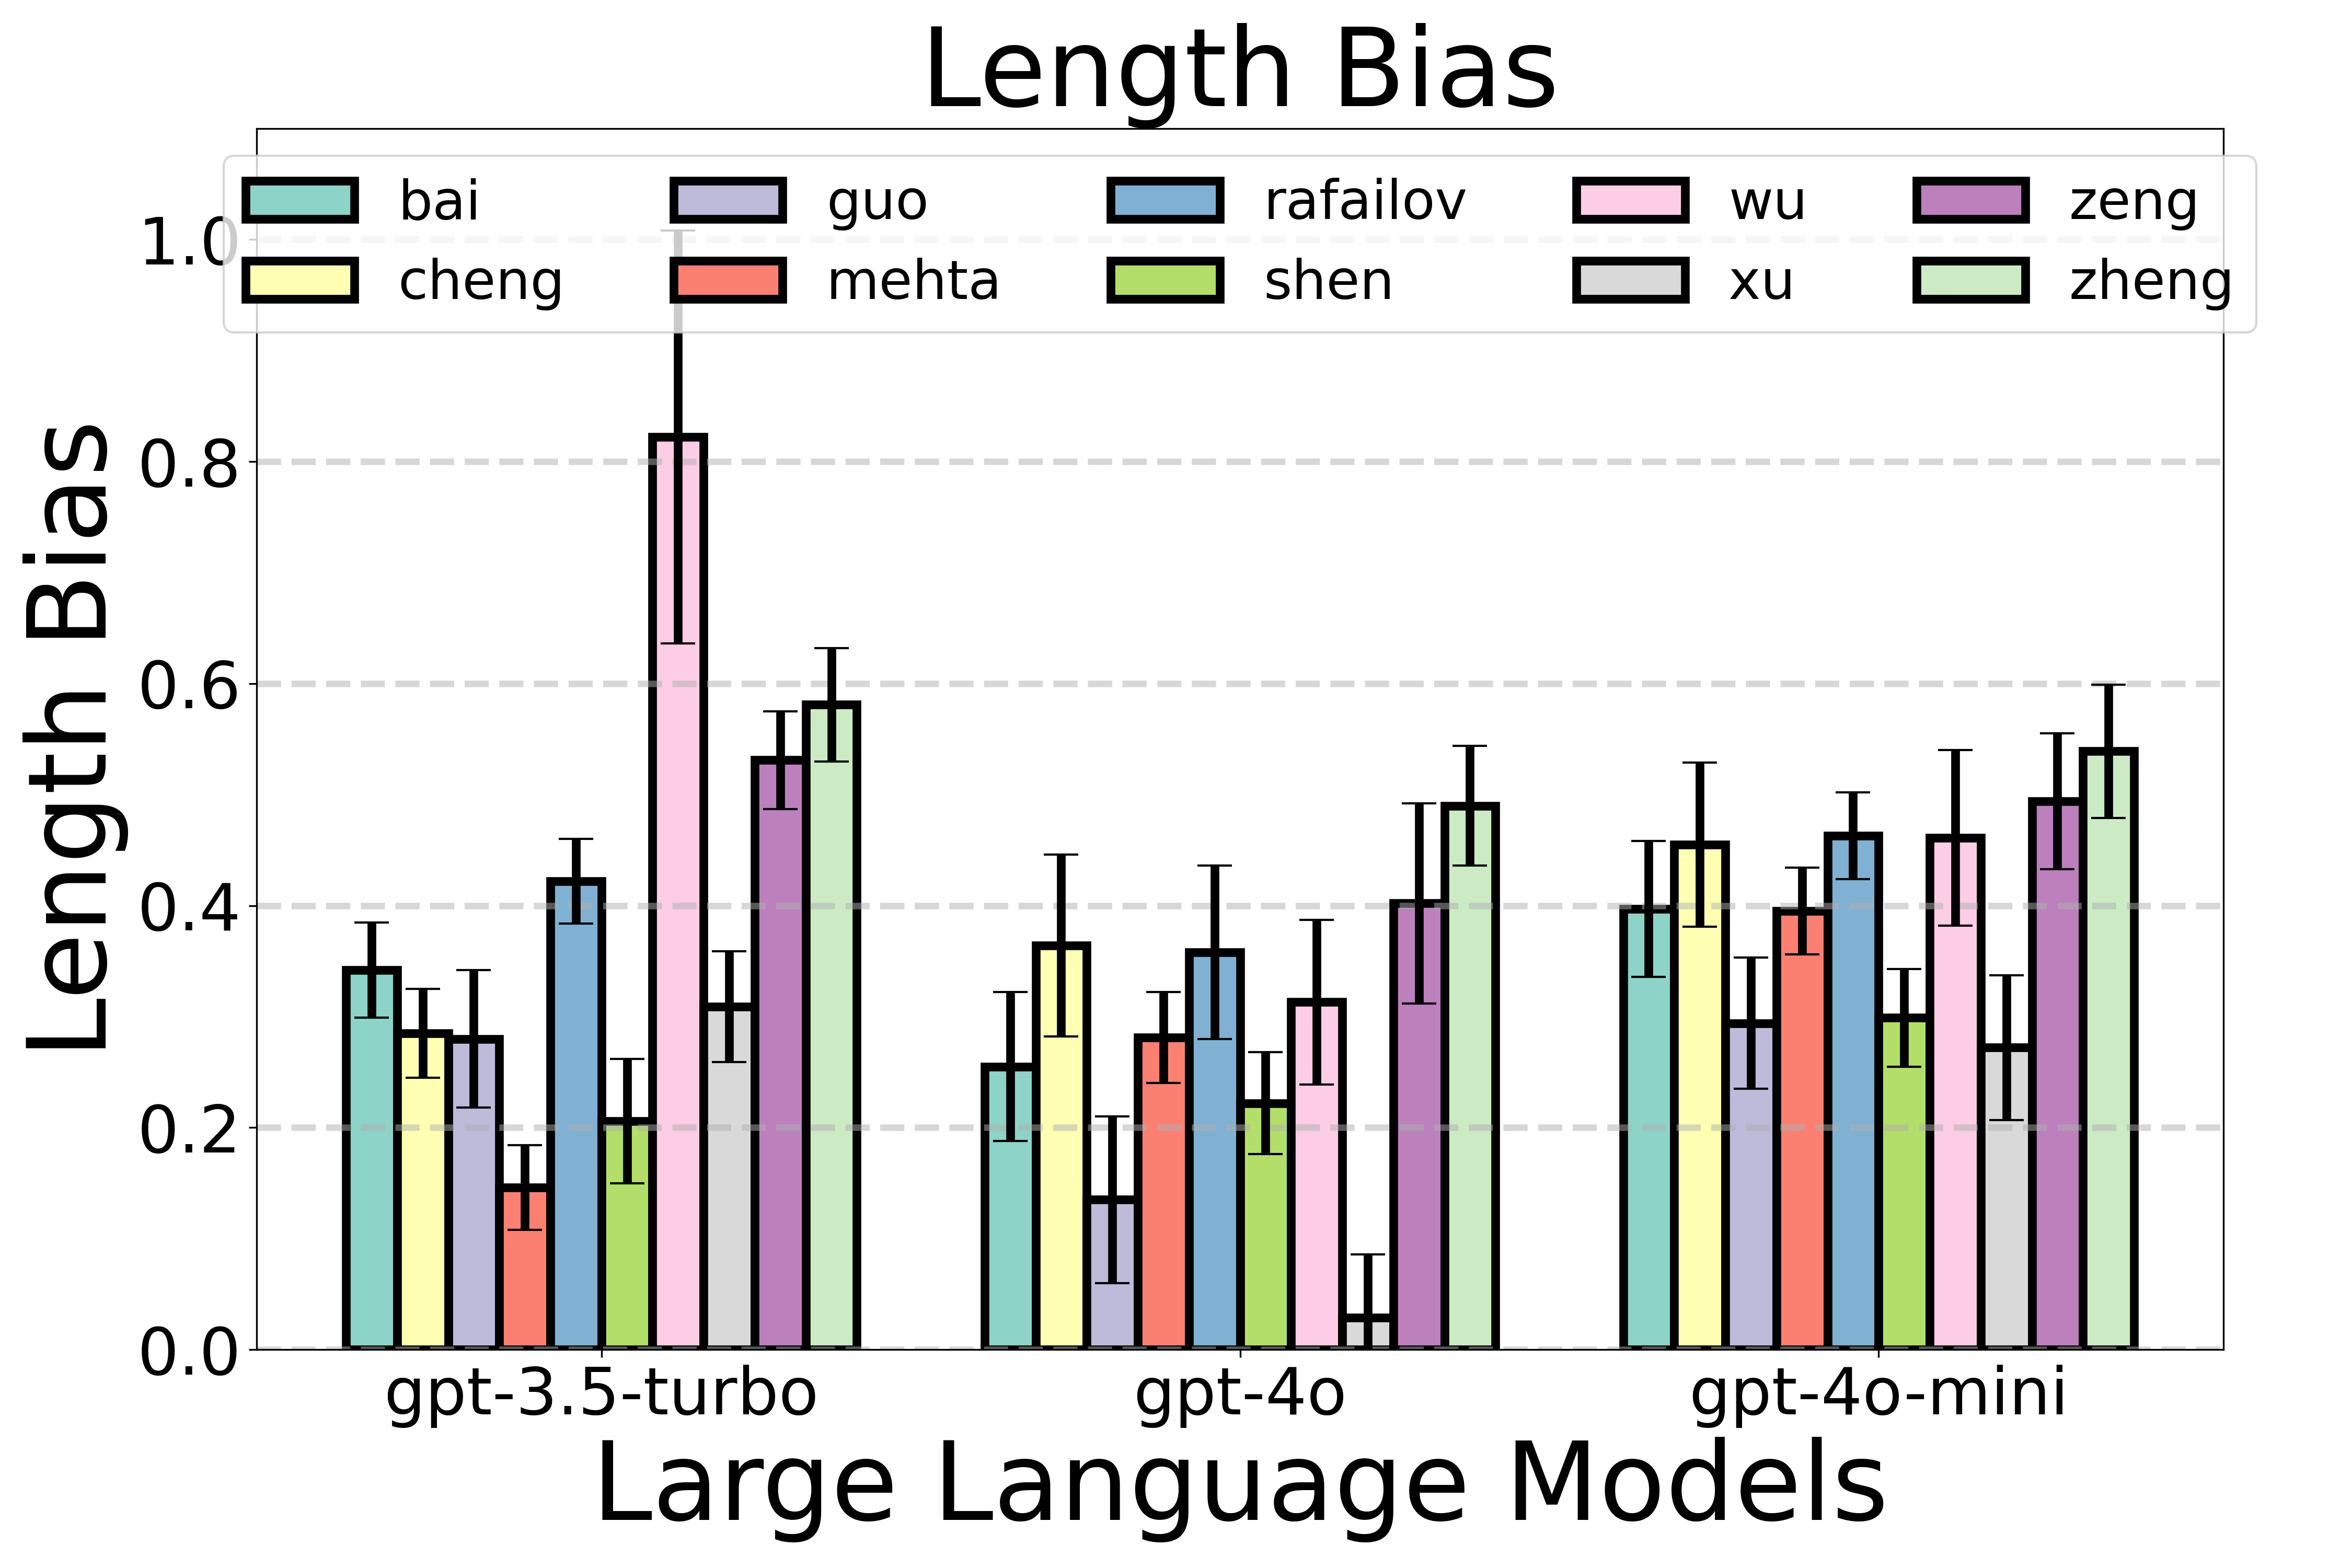 Length Bias
bai guo rafailov wu zeng
cheng mehta shen xu zheng
Length Bias
1.0
0.8
0.6
0.4
0.2
0.0
gpt-3.5-turbo gpt-4o gpt-4o-mini
Large Language Models